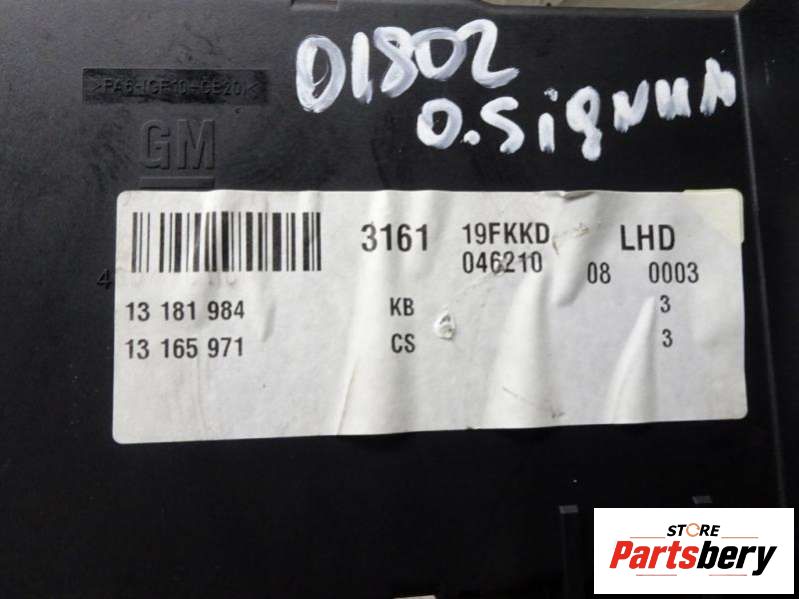 D1802
O.Signum
GM
3161 19FKKD LHD
046210 08 0003
13 181 984 KB 3
13 165 971 CS 3
STORE
Partsbery